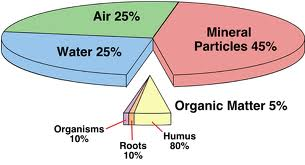 Air 25%
Mineral
Particles 45%
Water 25%
Organic Matter 5%
Organisms
10%
Roots
10%
Humus
80%